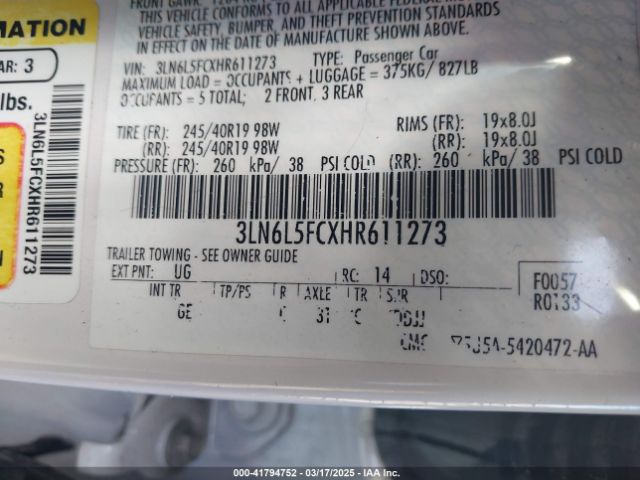 THIS VEHICLE CONFORMS TO ALL APPLICABLE FEDERAL
VEHICLE SAFETY, BUMPER, AND THEFT PREVENTION STANDARDS
IN EFFECT ON THE DATE OF MANUFACTURE SHOWN ABOVE.
VIN: 3LN6L5FCXHR611273 TYPE: Passenger Car
MAXIMUM LOAD = OCCUPANTS + LUGGAGE = 375KG/ 827LB
OCCUPANTS = 5 TOTAL; 2 FRONT, 3 REAR
TIRE (FR): 245/40R19 98W RIMS (FR): 19x8.0J
(RR): 245/40R19 98W (RR): 19x8.0J
PRESSURE (FR): 260 kPa/ 38 PSI COLD (RR): 260 kPa/ 38 PSI COLD
3LN6L5FCXHR611273
TRAILER TOWING - SEE OWNER GUIDE
EXT PNT: UG RC: 14 DSO: F0057
R0133
INT TR TP/PS R AXLE TR SPR
GE
5420472-AA
MATION
AR: 3
lbs.
3LN6L5FCXHR611273
000-41794752 — 03/17/2025 — IAA Inc.